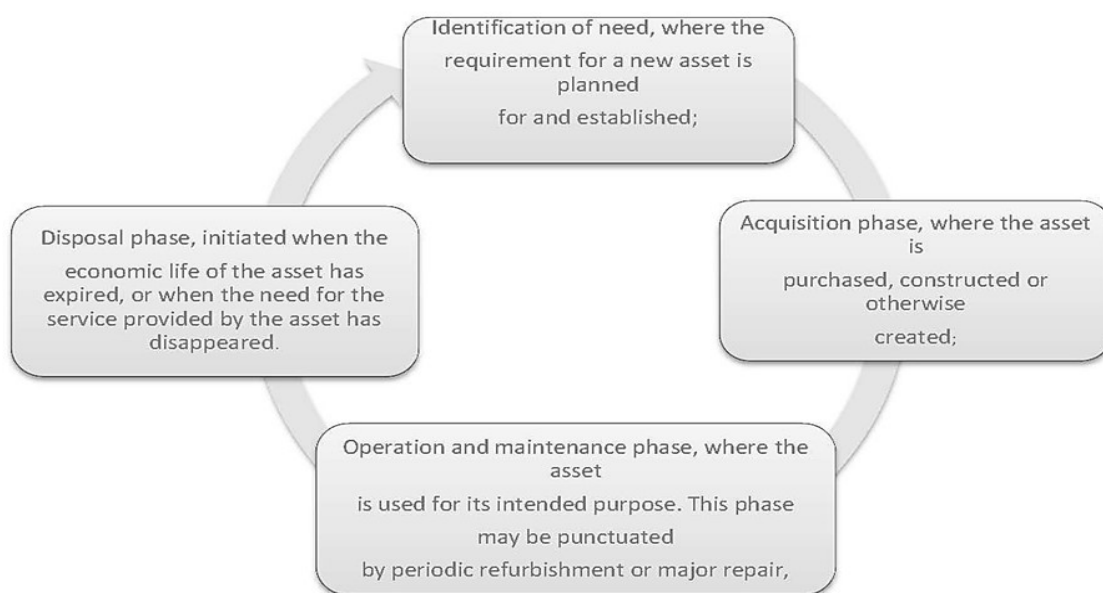 Identification of need, where the
requirement for a new asset is
planned
for and established;
Acquisition phase, where the asset
is
purchased, constructed or
otherwise
created;
Operation and maintenance phase, where the
asset
is used for its intended purpose. This phase
may be punctuated
by periodic refurbishment or major repair,
Disposal phase, initiated when the
economic life of the asset has
expired, or when the need for the
service provided by the asset has
disappeared.